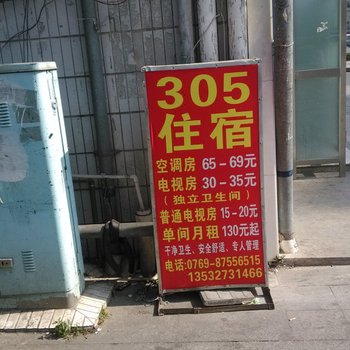 305
住宿
空调房 65-69元
电视房 30-35元
(独立卫生间)
普通电视房 15-20元
单间月租 130元起
干净卫生、安全舒适、专人管理
电话:0769-87556515
13532731466